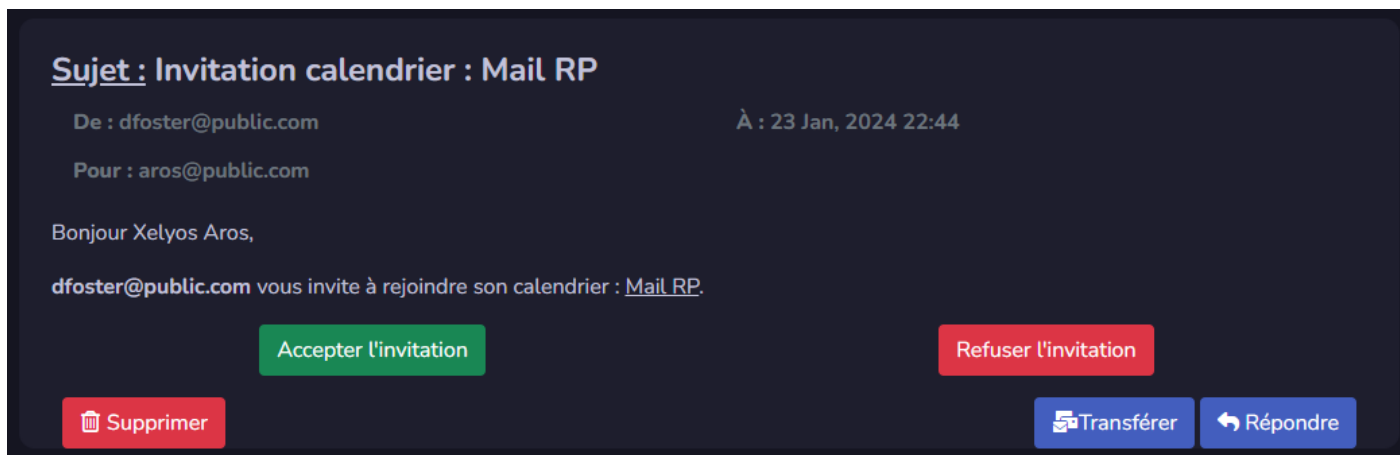 Sujet : Invitation calendrier : Mail RP
De : dfoster@public.com À : 23 Jan, 2024 22:44
Pour : aros@public.com
Bonjour Xelyos Aros,
dfoster@public.com vous invite à rejoindre son calendrier : Mail RP.
Accepter l'invitation Refuser l'invitation
Supprimer Transférer Répondre